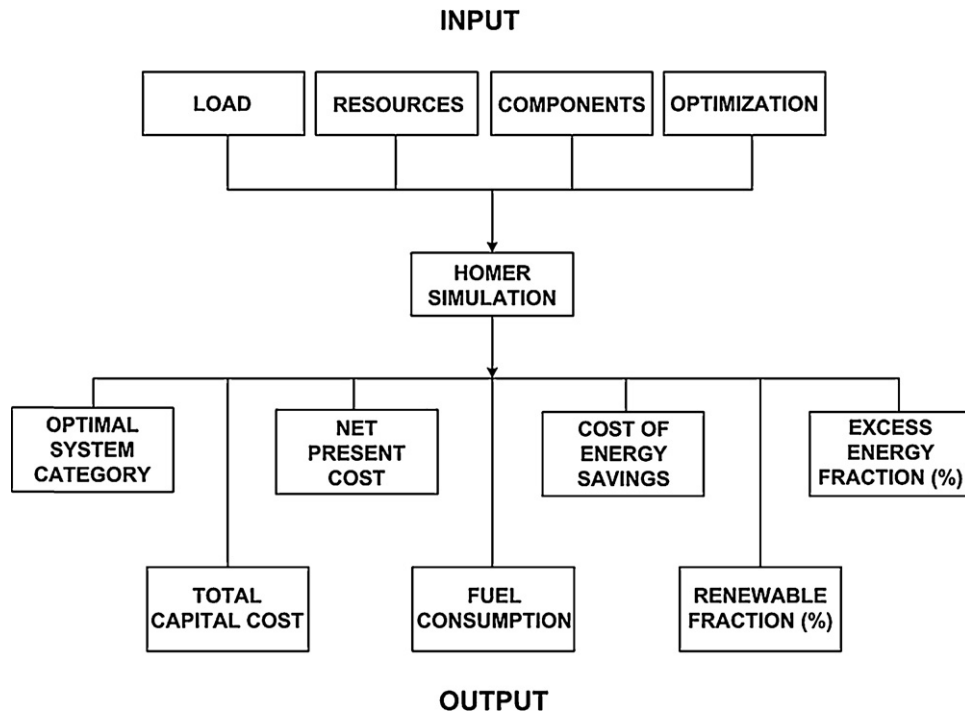 INPUT
LOAD
RESOURCES
COMPONENTS
OPTIMIZATION
HOMER
SIMULATION
OPTIMAL
SYSTEM
CATEGORY
NET
PRESENT
COST
COST OF
ENERGY
SAVINGS
EXCESS
ENERGY
FRACTION (%)
TOTAL
CAPITAL COST
FUEL
CONSUMPTION
RENEWABLE
FRACTION (%)
OUTPUT